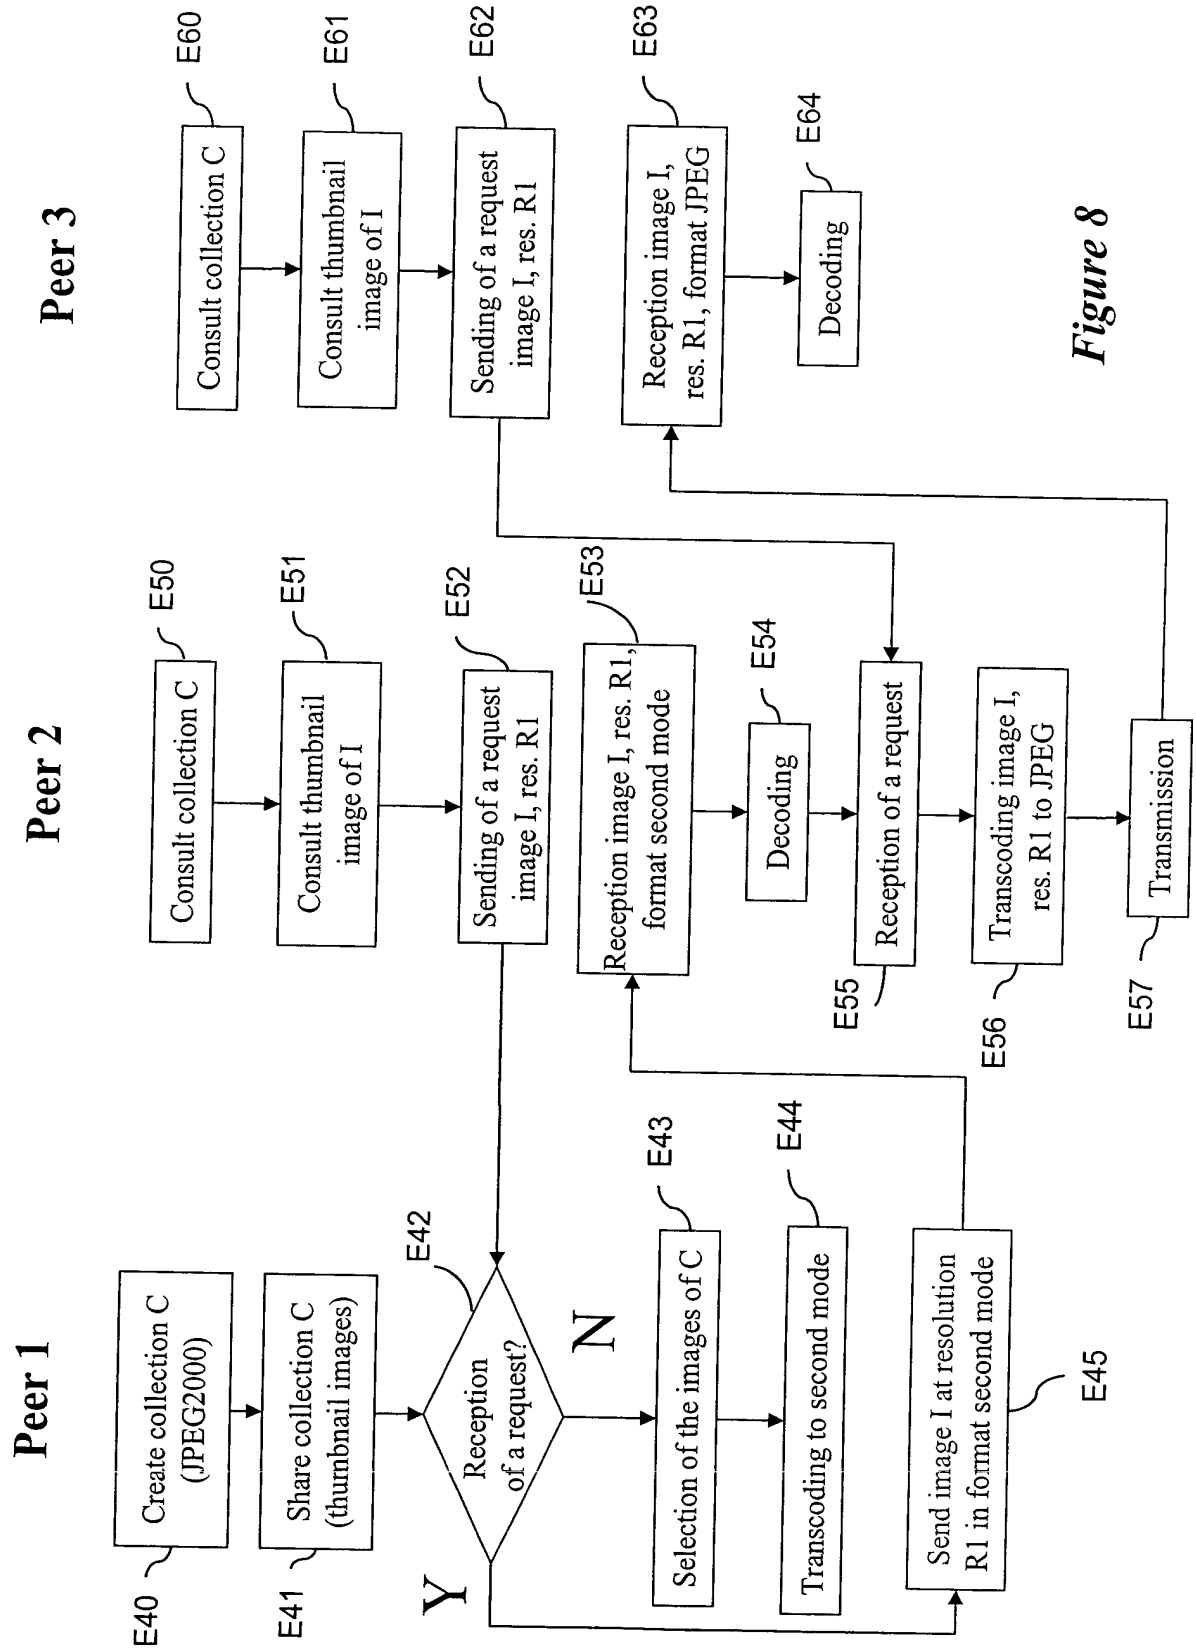 Peer 1
Create collection C
(JPEG2000)
E40
Share collection C
(thumbnail images)
E41
Reception
of a request?
E42
Y
N
Selection of the images of C
E43
Transcoding to second mode
E44
Send image I at resolution
R1 in format second mode
E45
Peer 2
Consult collection C
E50
Consult thumbnail
image of I
E51
Sending of a request
image I, res. R1
E52
Reception image I, res. R1,
format second mode
E53
Decoding
E54
Reception of a request
E55
Transcoding image I,
res. R1 to JPEG
E56
Transmission
E57
Peer 3
Consult collection C
E60
Consult thumbnail
image of I
E61
Sending of a request
image I, res. R1
E62
Reception image I,
res. R1, format JPEG
E63
Decoding
E64
Figure 8